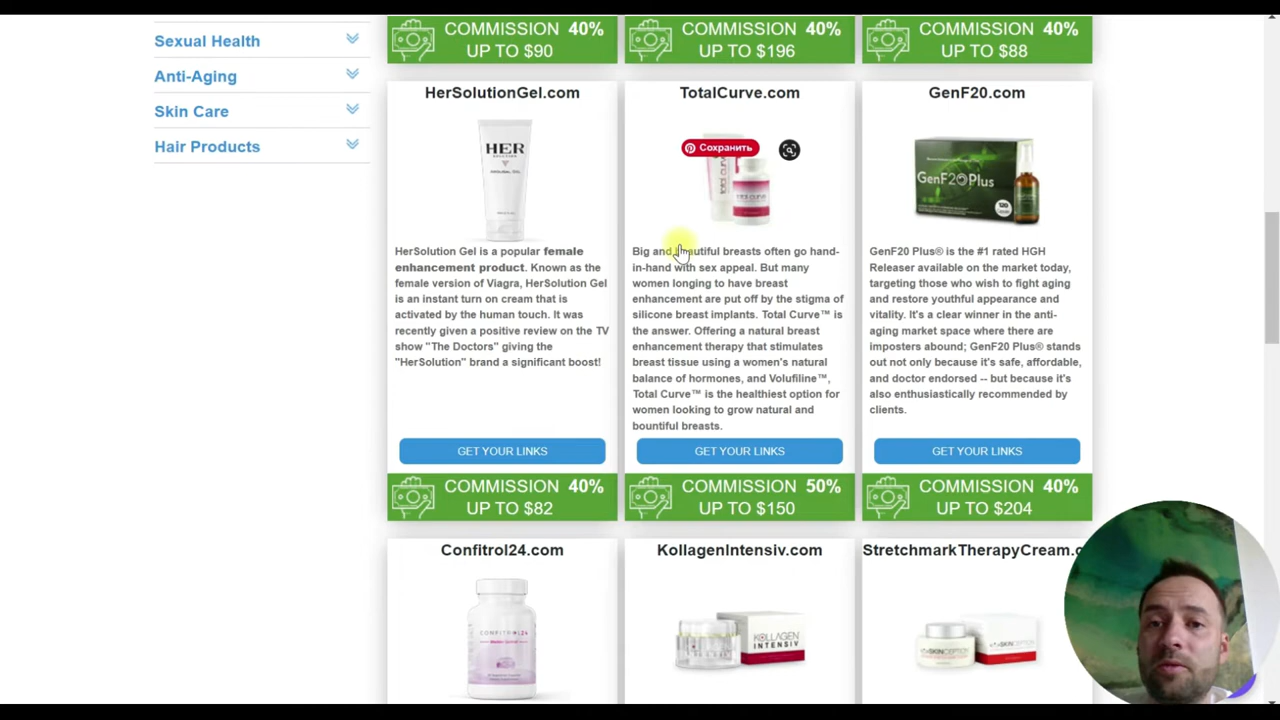 Sexual Health
Anti-Aging
Skin Care
Hair Products
COMMISSION 40%
UP TO $90
COMMISSION 40%
UP TO $196
COMMISSION 40%
UP TO $88
HerSolutionGel.com
HER
SOLUTION
HerSolution Gel is a popular female
enhancement product. Known as the
female version of Viagra, HerSolution Gel
is an instant turn on cream that is
activated by the human touch. It was
recently given a positive review on the TV
show "The Doctors" giving the
"HerSolution" brand a significant boost!
GET YOUR LINKS
COMMISSION 40%
UP TO $82
TotalCurve.com
Сохранить
total curve
total curve
Big and beautiful breasts often go hand-
in-hand with sex appeal. But many
women longing to have breast
enhancement are put off by the stigma of
silicone breast implants. Total Curve™ is
the answer. Offering a natural breast
enhancement therapy that stimulates
breast tissue using a women's natural
balance of hormones, and Volufiline™,
Total Curve™ is the healthiest option for
women looking to grow natural and
bountiful breasts.
GET YOUR LINKS
COMMISSION 50%
UP TO $150
GenF20.com
GenF20Plus
120
GenF20 Plus® is the #1 rated HGH
Releaser available on the market today,
targeting those who wish to fight aging
and restore youthful appearance and
vitality. It's a clear winner in the anti-
aging market space where there are
imposters abound; GenF20 Plus® stands
out not only because it's safe, affordable,
and doctor endorsed -- but because it's
also enthusiastically recommended by
clients.
GET YOUR LINKS
COMMISSION 40%
UP TO $204
Confitrol24.com
CONFITROL24
KollagenIntensiv.com
KOLLAGEN
INTENSIV
StretchmarkTherapyCream.c
SKINCEPTION